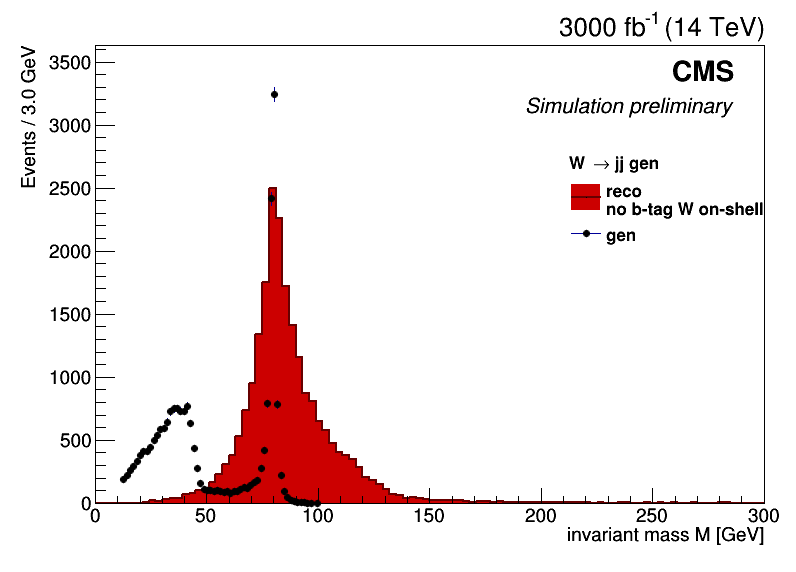 3000 fb-1 (14 TeV)
Events / 3.0 GeV
3500
3000
2500
2000
1500
1000
500
0
CMS
Simulation preliminary
W → jj gen
reco
no b-tag W on-shell
gen
0 50 100 150 200 250 300
invariant mass M [GeV]